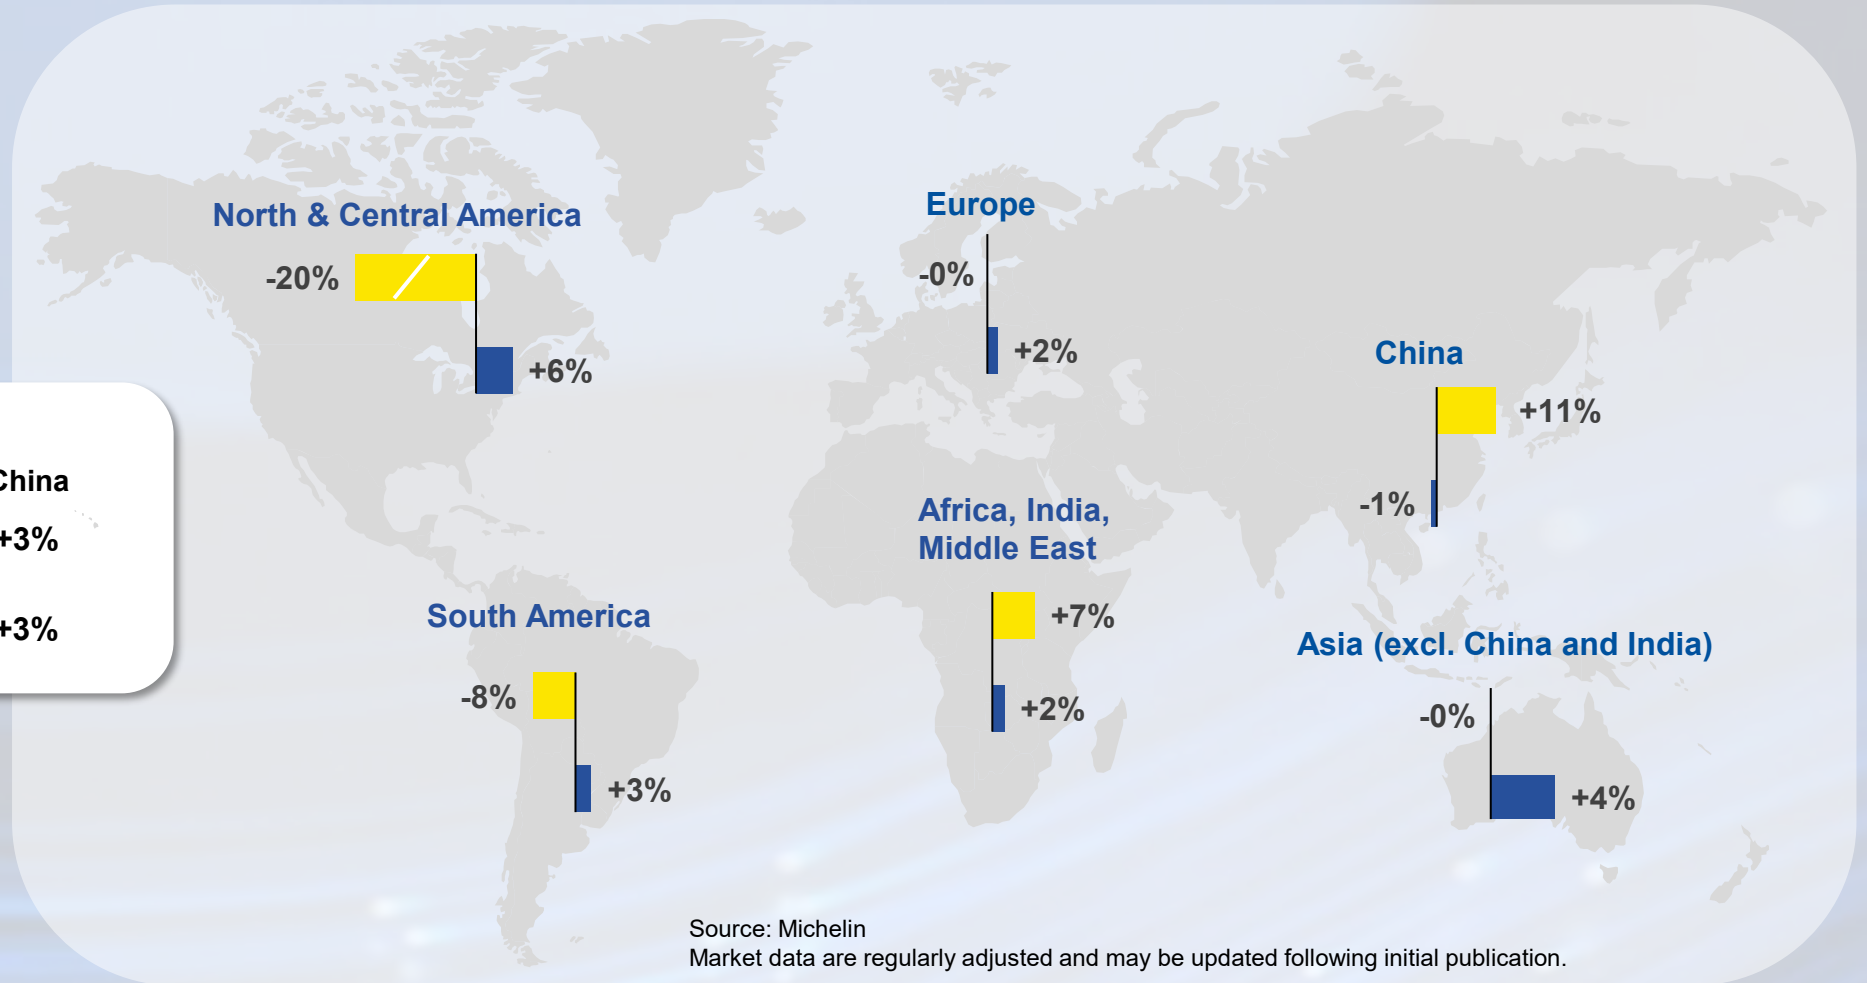 North & Central America
-20%
+6%
Europe
-0%
+2%
China
+11%
-1%
China
+3%
+3%
Africa, India,
Middle East
+7%
+2%
South America
-8%
+3%
Asia (excl. China and India)
-0%
+4%
Source: Michelin
Market data are regularly adjusted and may be updated following initial publication.